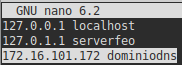 GNU nano 6.2
127.0.0.1 localhost
127.0.1.1 serverfeo
172.16.101.172 dominiodns